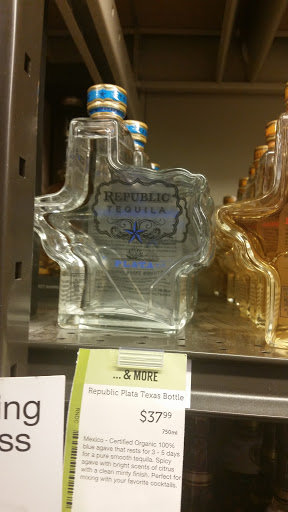 REPUBLIC
TEQUILA
PLATA
... & MORE
Republic Plata Texas Bottle
$37.99
750ml
Mexico - Certified Organic 100%
blue agave that rests for 3 - 5 days
for a pure smooth tequila. Spicy
agave with bright scents of citrus
with a clean minty finish. Perfect for
mixing with your favorite cocktails.
ing
ss